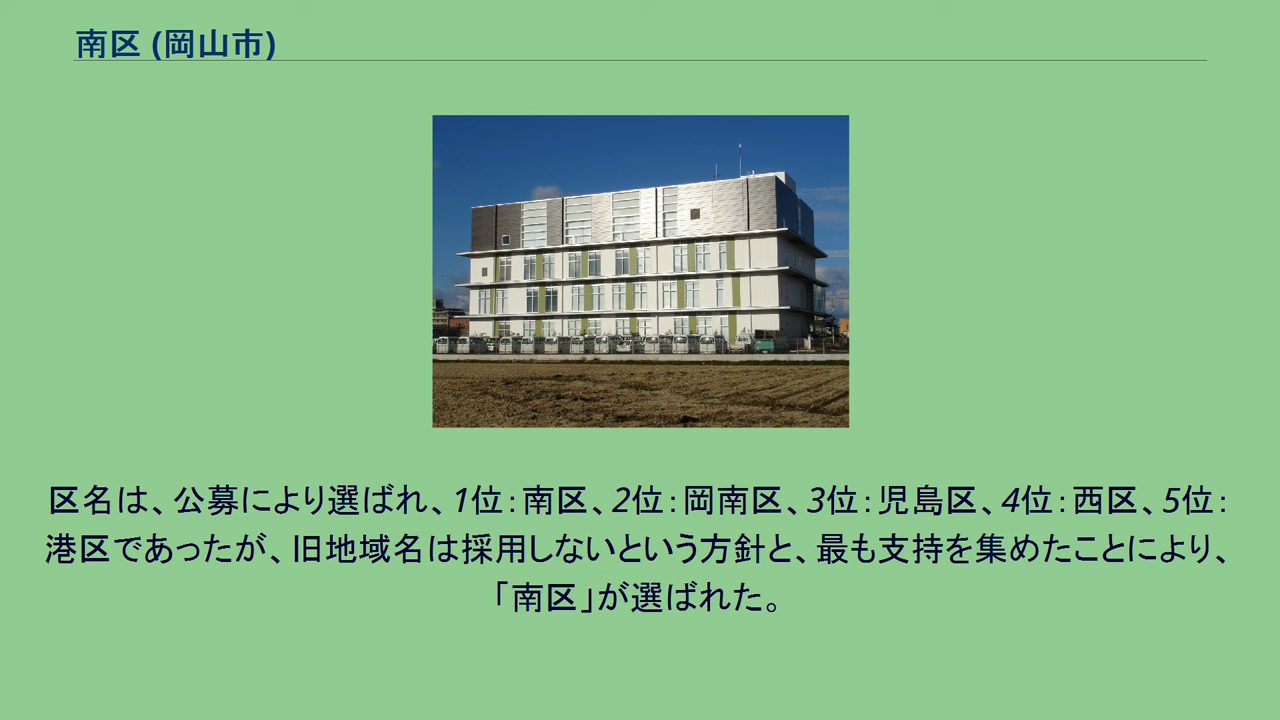 南区 (岡山市)
区名は、公募により選ばれ、1位：南区、2位：岡南区、3位：児島区、4位：西区、5位：
港区であったが、旧地域名は採用しないという方針と、最も支持を集めたことにより、
「南区」が選ばれた。